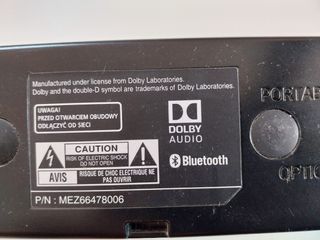 Manufactured under license from Dolby Laboratories.
Dolby and the double-D symbol are trademarks of Dolby Laboratories.
UWAGA!
PRZED OTWARCIEM OBUDOWY
ODŁĄCZYĆ OD SIECI
DOLBY
AUDIO
CAUTION
RISK OF ELECTRIC SHOCK
DO NOT OPEN
AVIS
RISQUE DE CHOC ELECTRIQUE NE
PAS OUVRIR
Bluetooth
P/N : MEZ66478006
PORTAB
OPTIC